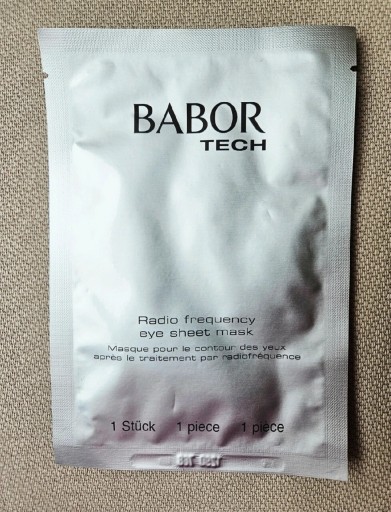 BABOR
TECH
Radio frequency
eye sheet mask
Masque pour le contour des yeux
après le traitement par radiofréquence
1 Stück 1 piece 1 pièce